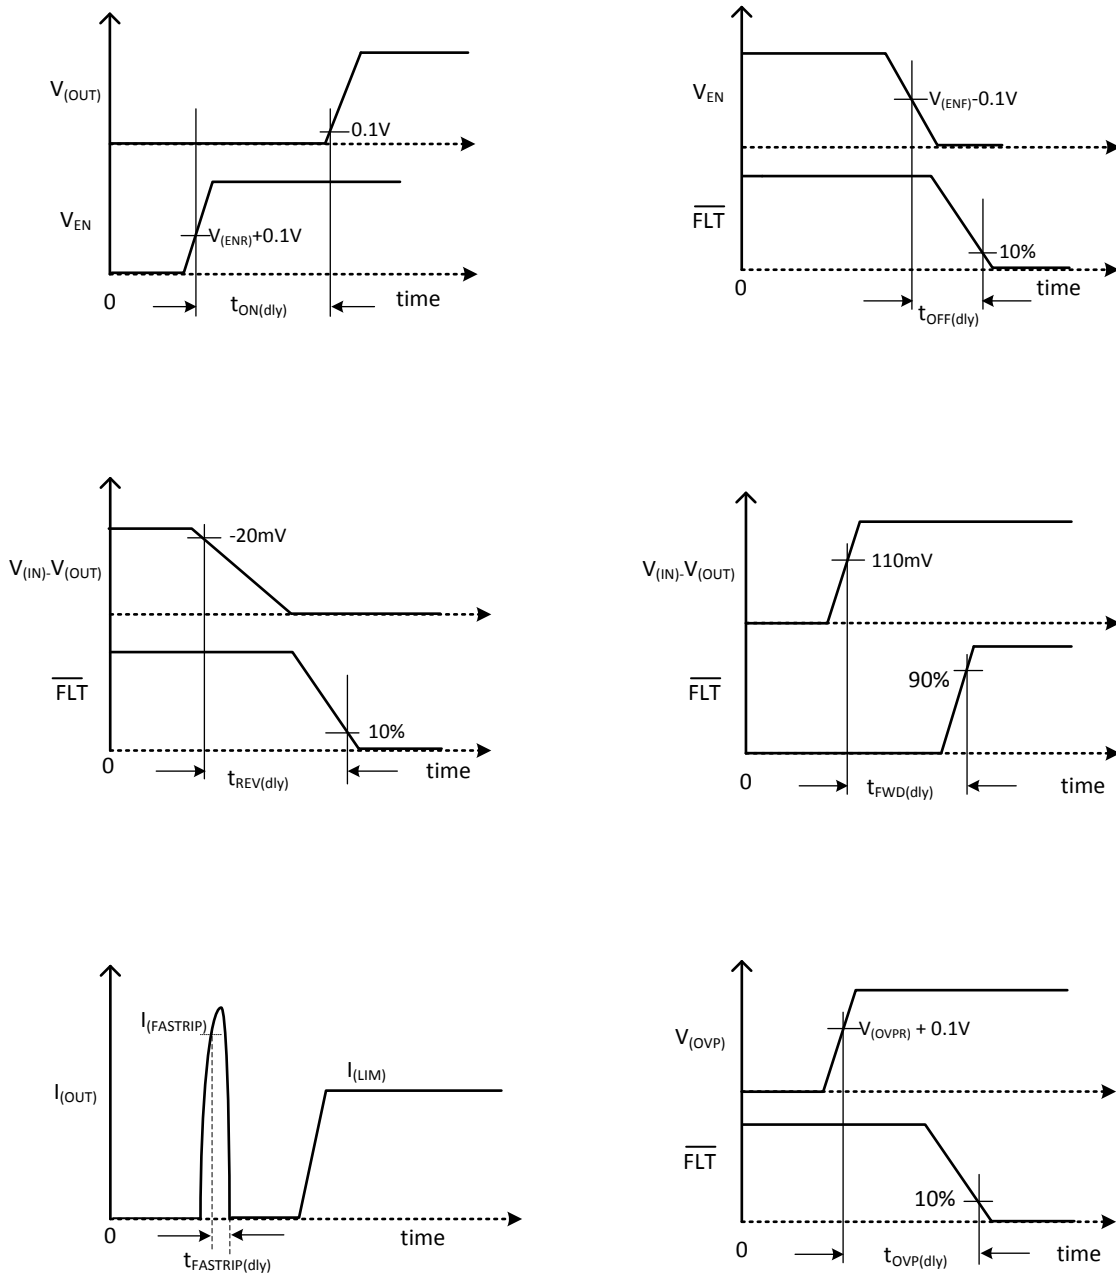 V(OUT)
0.1V
VEN
V(ENR)+0.1V
0
tON(dly)
time
VEN
V(ENF)-0.1V
FLT
10%
0
tOFF(dly)
time
V(IN)-V(OUT)
-20mV
FLT
10%
0
tREV(dly)
time
V(IN)-V(OUT)
110mV
FLT
90%
0
tFWD(dly)
time
I(FASTRIP)
I(OUT)
I(LIM)
0
tFASTRIP(dly)
time
V(OVP)
V(OVPR) + 0.1V
FLT
10%
0
tOVP(dly)
time